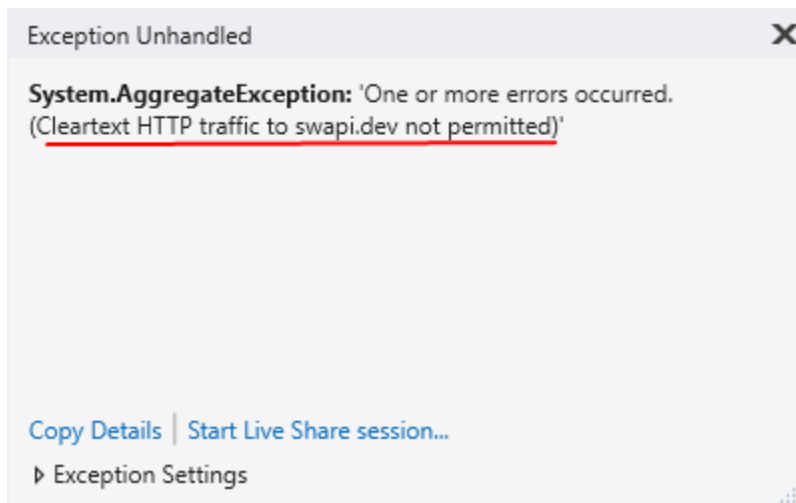 Exception Unhandled
System.AggregateException: 'One or more errors occurred.
(Cleartext HTTP traffic to swapi.dev not permitted)'
Copy Details | Start Live Share session...
Exception Settings